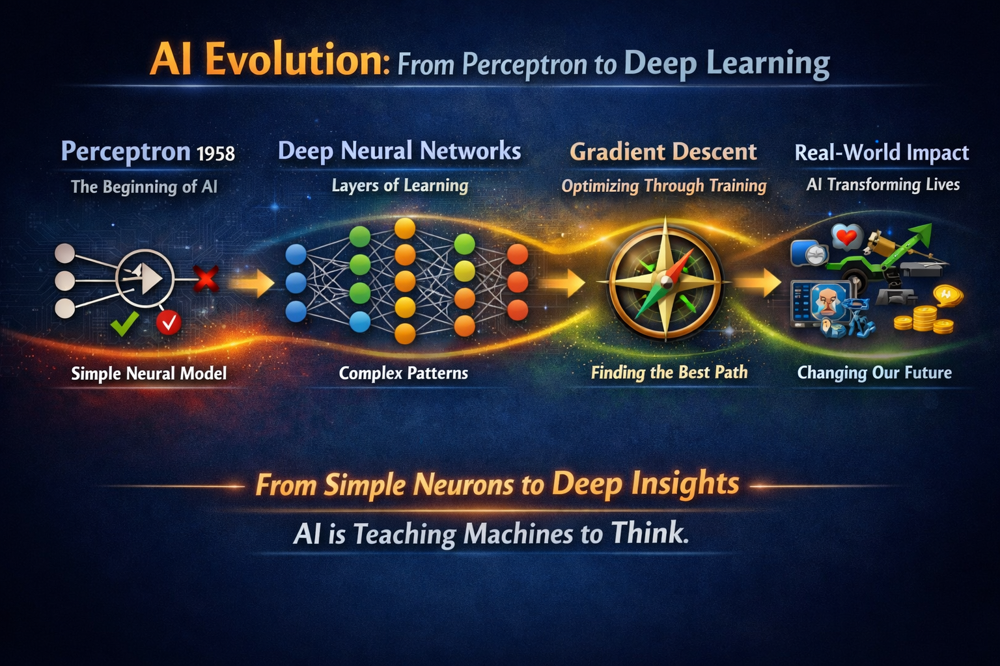 AI Evolution: From Perceptron to Deep Learning
Perceptron 1958
The Beginning of AI
Simple Neural Model
Deep Neural Networks
Layers of Learning
Complex Patterns
Gradient Descent
Optimizing Through Training
Finding the Best Path
Real-World Impact
AI Transforming Lives
Changing Our Future
From Simple Neurons to Deep Insights
AI is Teaching Machines to Think.